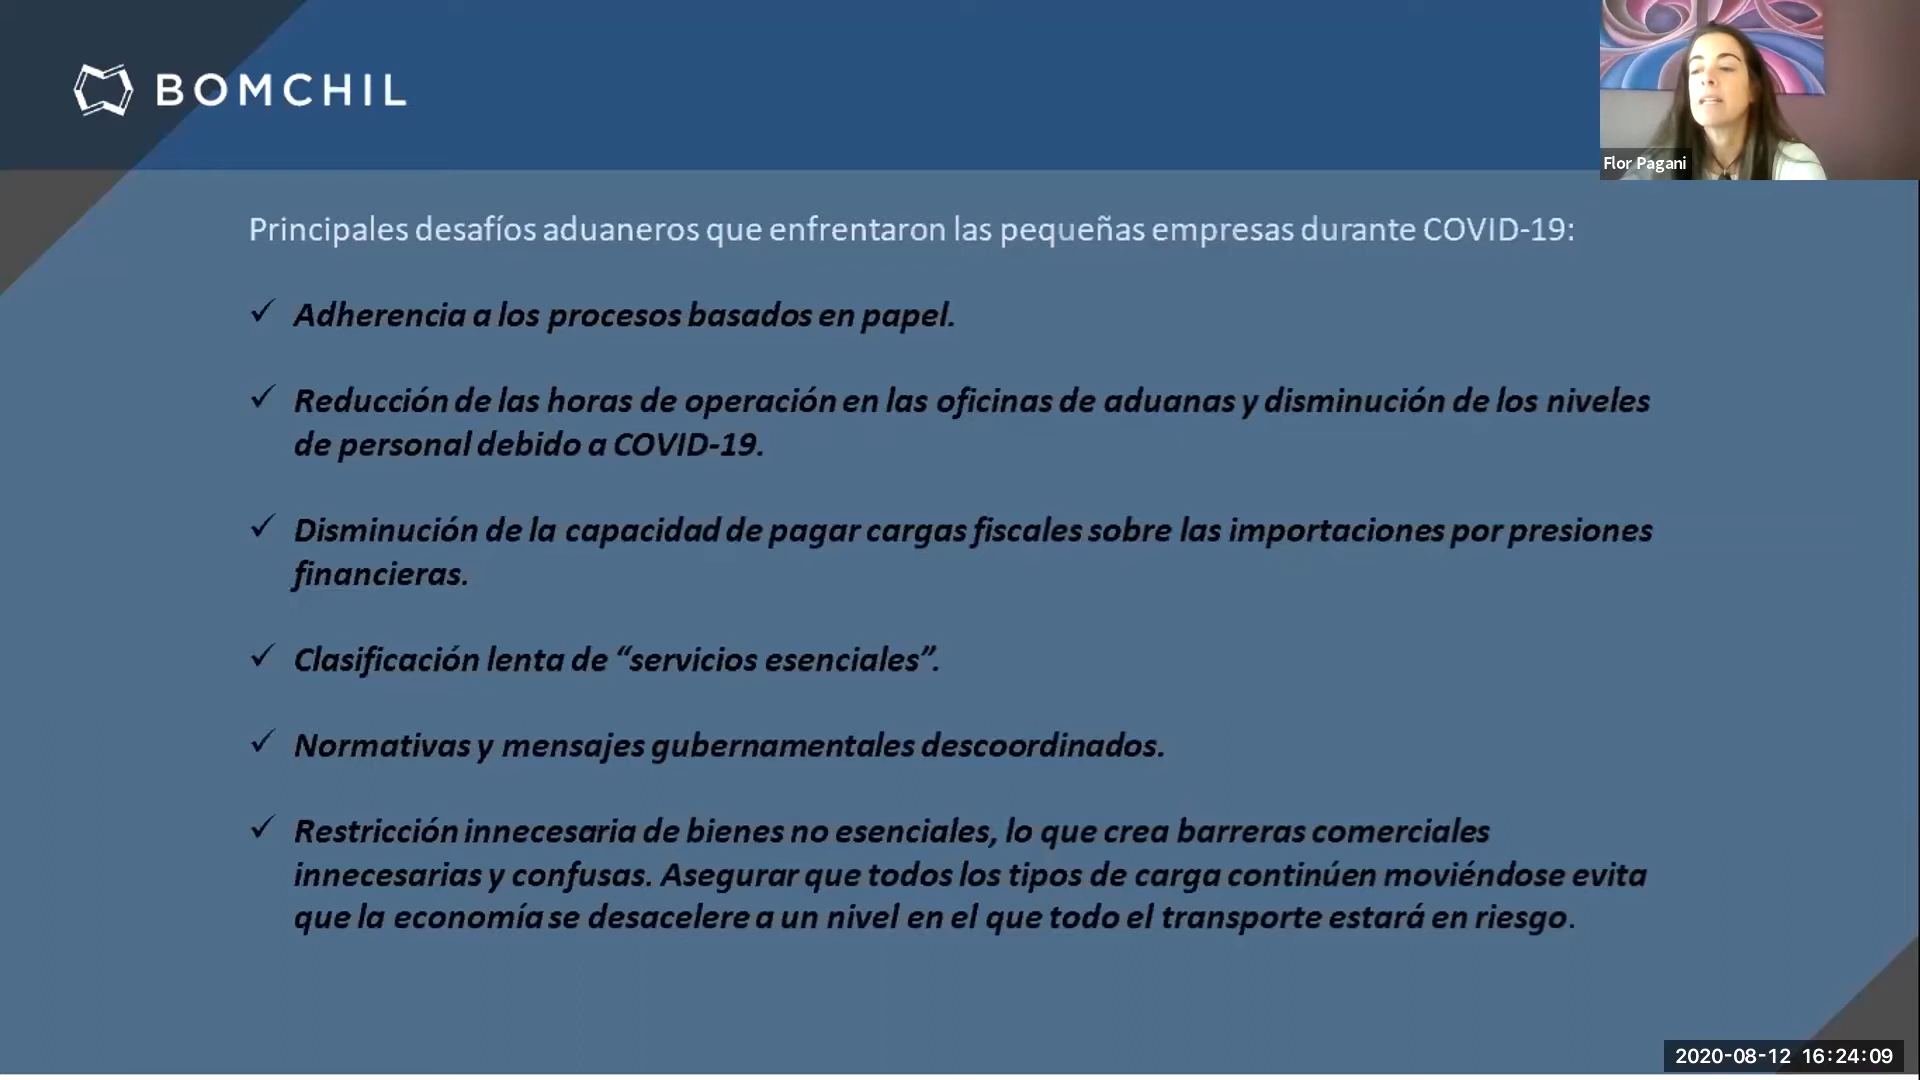 BOMCHIL
Flor Pagani
Principales desafíos aduaneros que enfrentaron las pequeñas empresas durante COVID-19:
✓ Adherencia a los procesos basados en papel.
✓ Reducción de las horas de operación en las oficinas de aduanas y disminución de los niveles
de personal debido a COVID-19.
✓ Disminución de la capacidad de pagar cargas fiscales sobre las importaciones por presiones
financieras.
✓ Clasificación lenta de “servicios esenciales”.
✓ Normativas y mensajes gubernamentales descoordinados.
✓ Restricción innecesaria de bienes no esenciales, lo que crea barreras comerciales
innecesarias y confusas. Asegurar que todos los tipos de carga continúen moviéndose evita
que la economía se desacelere a un nivel en el que todo el transporte estará en riesgo.
2020-08-12 16:24:09